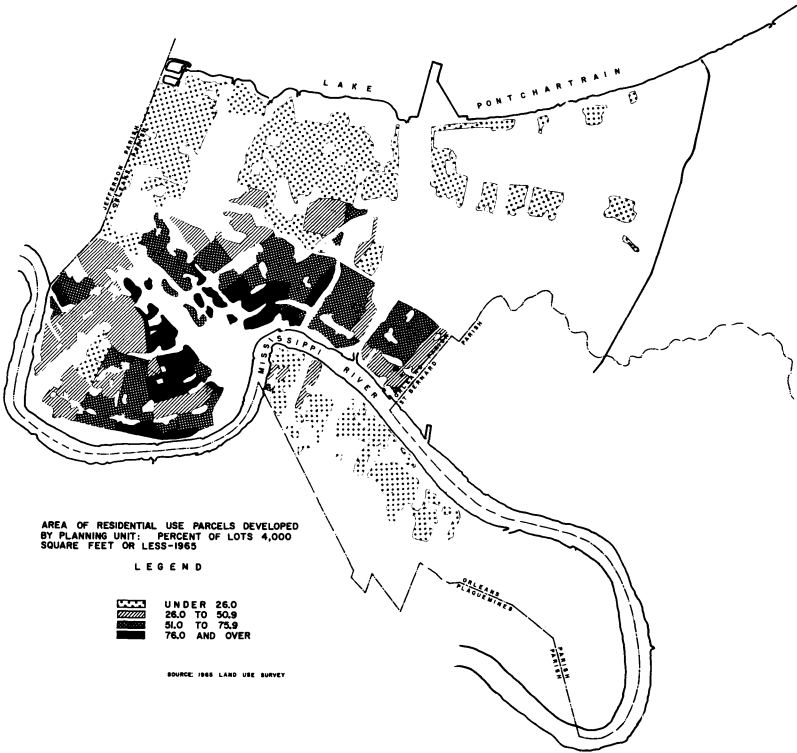 LAKE PONTCHARTRAIN
JEFFERSON PARISH
ORLEANS PARISH
MISSISSIPPI RIVER
ST. BERNARD PARISH
AREA OF RESIDENTIAL USE PARCELS DEVELOPED
BY PLANNING UNIT: PERCENT OF LOTS 4,000
SQUARE FEET OR LESS-1965
LEGEND
UNDER 26.0
26.0 TO 50.9
51.0 TO 75.9
76.0 AND OVER
ORLEANS PARISH
PLAQUEMINES PARISH
SOURCE: 1965 LAND USE SURVEY